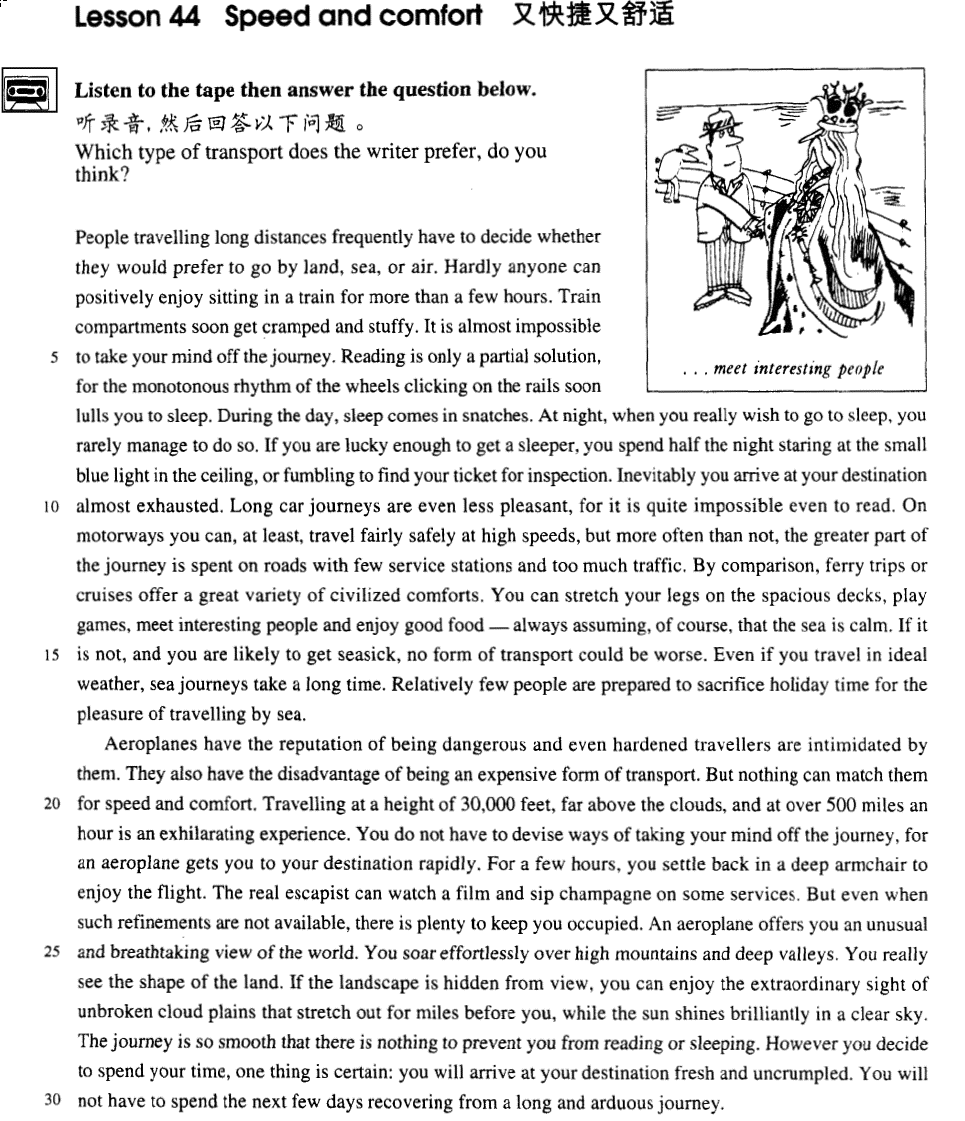 Lesson 44 Speed and comfort 又快捷又舒适
Listen to the tape then answer the question below.
听录音，然后回答以下问题。
Which type of transport does the writer prefer, do you
think?
People travelling long distances frequently have to decide whether
they would prefer to go by land, sea, or air. Hardly anyone can
positively enjoy sitting in a train for more than a few hours. Train
compartments soon get cramped and stuffy. It is almost impossible
5 to take your mind off the journey. Reading is only a partial solution,
for the monotonous rhythm of the wheels clicking on the rails soon
. . . meet interesting people
lulls you to sleep. During the day, sleep comes in snatches. At night, when you really wish to go to sleep, you
rarely manage to do so. If you are lucky enough to get a sleeper, you spend half the night staring at the small
blue light in the ceiling, or fumbling to find your ticket for inspection. Inevitably you arrive at your destination
10 almost exhausted. Long car journeys are even less pleasant, for it is quite impossible even to read. On
motorways you can, at least, travel fairly safely at high speeds, but more often than not, the greater part of
the journey is spent on roads with few service stations and too much traffic. By comparison, ferry trips or
cruises offer a great variety of civilized comforts. You can stretch your legs on the spacious decks, play
games, meet interesting people and enjoy good food — always assuming, of course, that the sea is calm. If it
15 is not, and you are likely to get seasick, no form of transport could be worse. Even if you travel in ideal
weather, sea journeys take a long time. Relatively few people are prepared to sacrifice holiday time for the
pleasure of travelling by sea.
Aeroplanes have the reputation of being dangerous and even hardened travellers are intimidated by
them. They also have the disadvantage of being an expensive form of transport. But nothing can match them
20 for speed and comfort. Travelling at a height of 30,000 feet, far above the clouds, and at over 500 miles an
hour is an exhilarating experience. You do not have to devise ways of taking your mind off the journey, for
an aeroplane gets you to your destination rapidly. For a few hours, you settle back in a deep armchair to
enjoy the flight. The real escapist can watch a film and sip champagne on some services. But even when
such refinements are not available, there is plenty to keep you occupied. An aeroplane offers you an unusual
25 and breathtaking view of the world. You soar effortlessly over high mountains and deep valleys. You really
see the shape of the land. If the landscape is hidden from view, you can enjoy the extraordinary sight of
unbroken cloud plains that stretch out for miles before you, while the sun shines brilliantly in a clear sky.
The journey is so smooth that there is nothing to prevent you from reading or sleeping. However you decide
to spend your time, one thing is certain: you will arrive at your destination fresh and uncrumpled. You will
30 not have to spend the next few days recovering from a long and arduous journey.